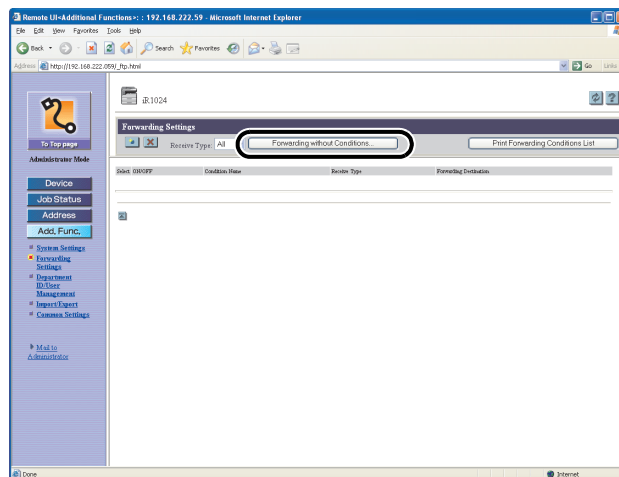 Remote UI<Additional Functions>: : 192.168.222.59 - Microsoft Internet Explorer
File Edit View Favorites Tools Help
Back Search Favorites
Address http://192.168.222.059/_ftp.html Go Links
iR1024
To Top page
Administrator Mode
Device
Job Status
Address
Add. Func.
System Settings
Forwarding
Settings
Department
ID/User
Management
Import/Export
Common Settings
Mail to
Administrator
Forwarding Settings
Receive Type: All Forwarding without Conditions... Print Forwarding Conditions List
Select ON/OFF Condition Name Receive Type Forwarding Destination
Done Internet